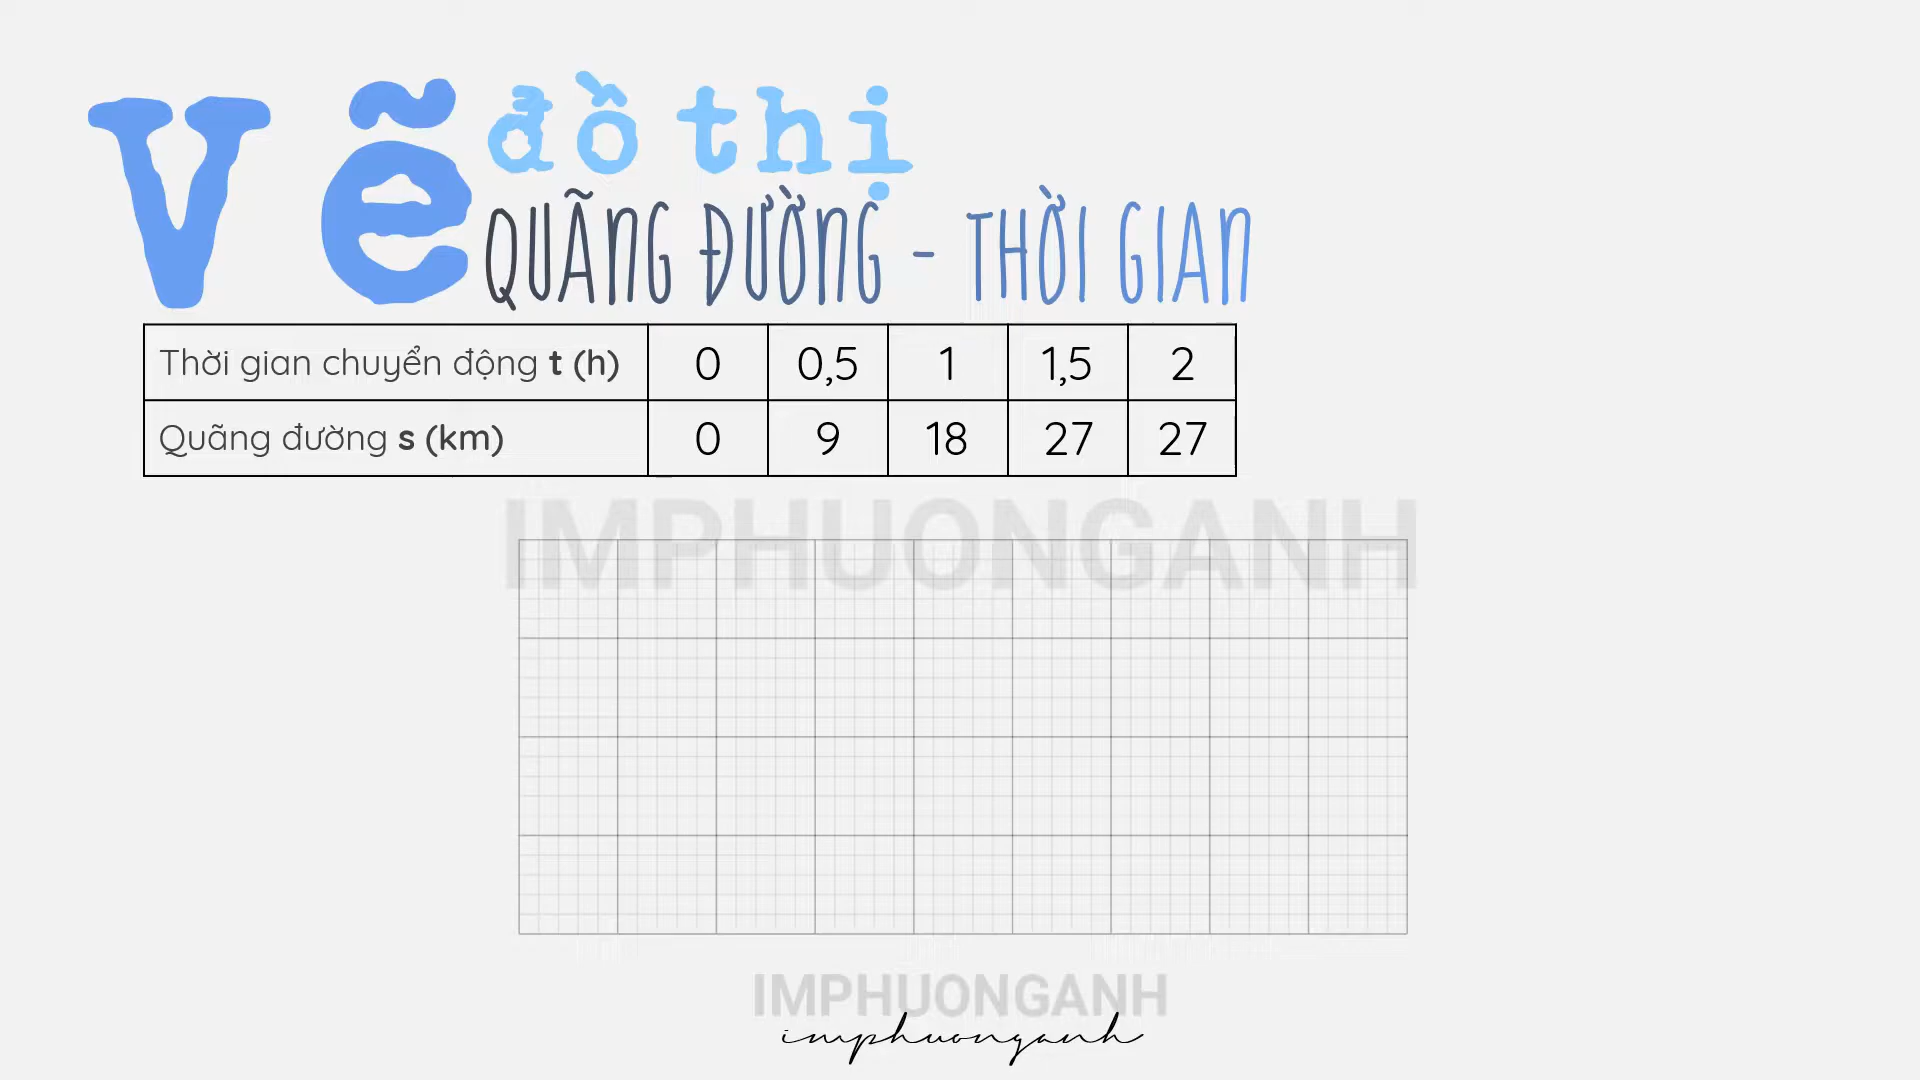 Vẽ đồ thị
QUÃNG ĐƯỜNG - THỜI GIAN
Thời gian chuyển động t (h) 0 0,5 1 1,5 2
Quãng đường s (km) 0 9 18 27 27
IMPHUONGANH
IMPHUONGANH
imphuonganh